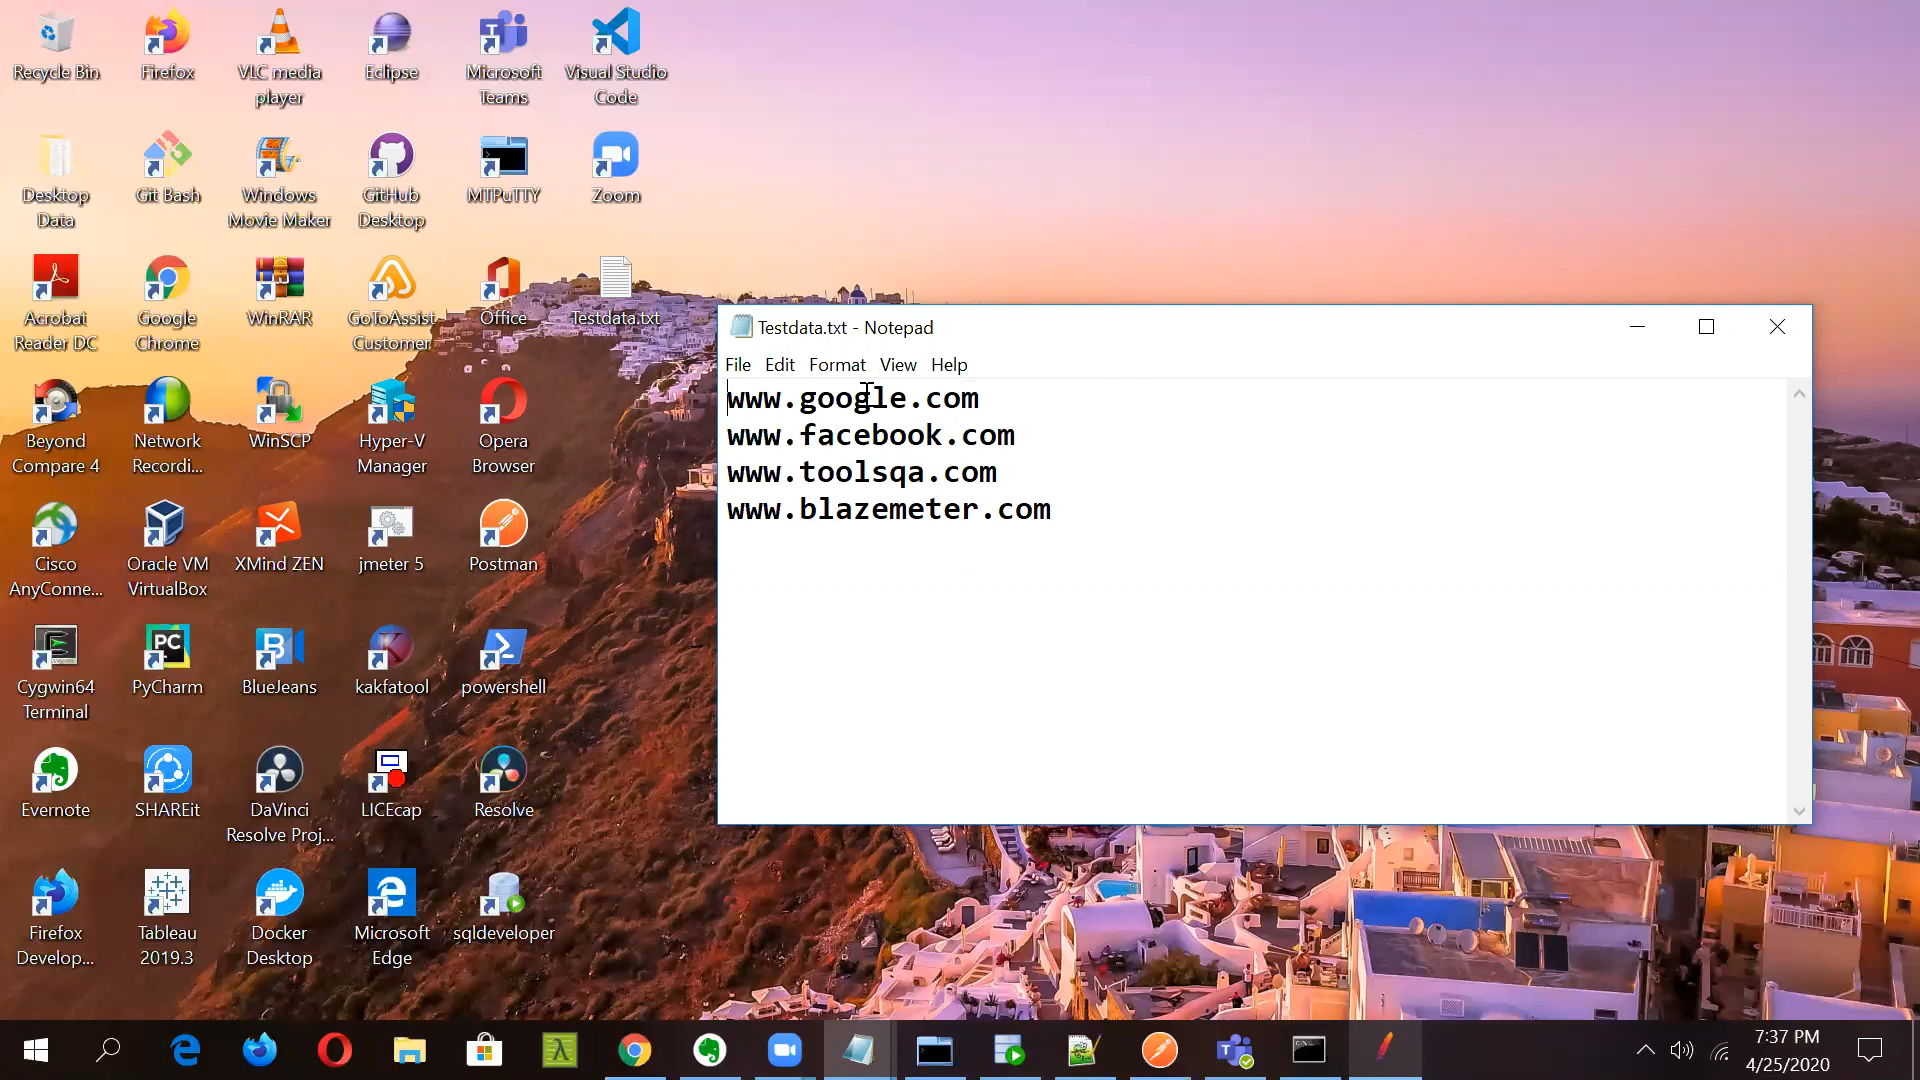 Recycle Bin
Firefox
VLC media
player
Eclipse
Microsoft
Teams
Visual Studio
Code
Desktop
Data
Git Bash
Windows
Movie Maker
GitHub
Desktop
MTPuTTY
Zoom
Acrobat
Reader DC
Google
Chrome
WinRAR
GoToAssist
Customer
Office
Testdata.txt
Beyond
Compare 4
Network
Recordi...
WinSCP
Hyper-V
Manager
Opera
Browser
Cisco
AnyConne...
Oracle VM
VirtualBox
XMind ZEN
jmeter 5
Postman
Cygwin64
Terminal
PC
PyCharm
B
BlueJeans
K
kakfatool
powershell
Evernote
SHAREit
DaVinci
Resolve Proj...
LICEcap
Resolve
Firefox
Develop...
Tableau
2019.3
Docker
Desktop
Microsoft
Edge
sqldeveloper
Testdata.txt - Notepad
File Edit Format View Help
www.google.com
www.facebook.com
www.toolsqa.com
www.blazemeter.com
7:37 PM
4/25/2020